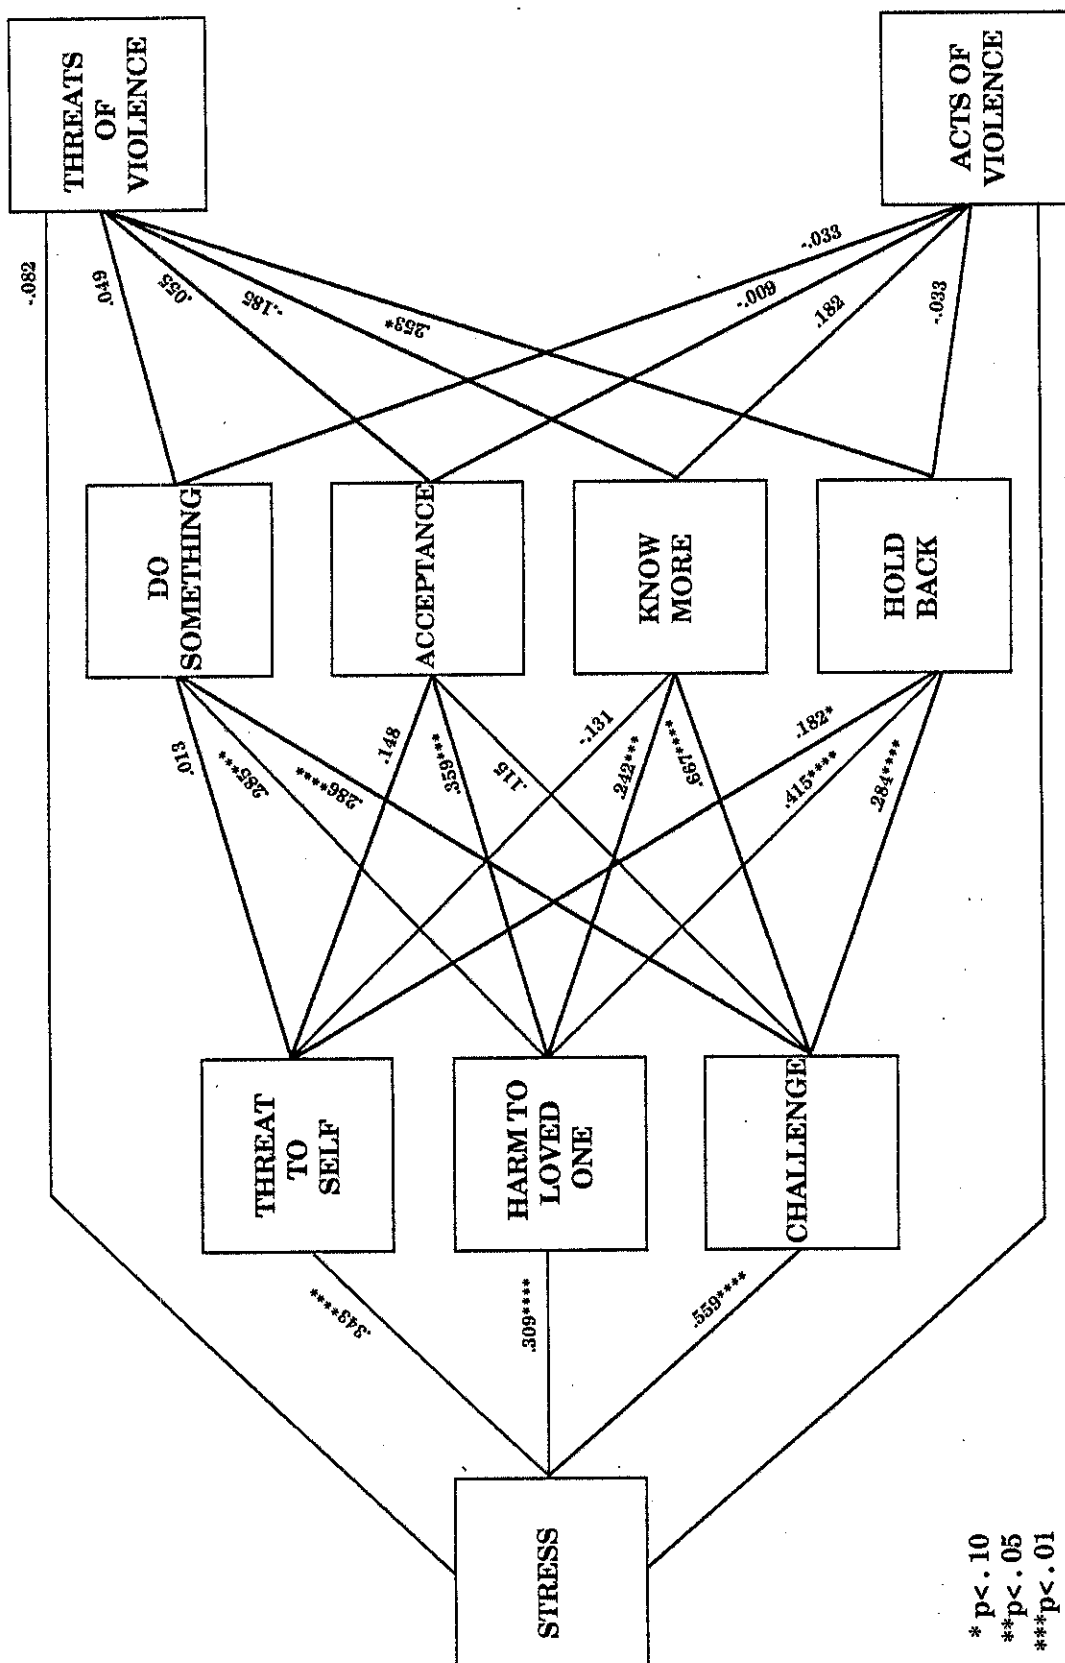 STRESS
THREAT
TO
SELF
HARM TO
LOVED
ONE
CHALLENGE
DO
SOMETHING
ACCEPTANCE
KNOW
MORE
HOLD
BACK
THREATS
OF
VIOLENCE
ACTS OF
VIOLENCE
.343****
.309****
.559****
.013
.285***
.286****
.148
.359***
.115
-.131
.242***
.667****
.182*
.415****
.284****
-.082
.049
.055
-.185
.253*
-.033
-.009
.182
-.033
*p<.10
**p<.05
***p<.01